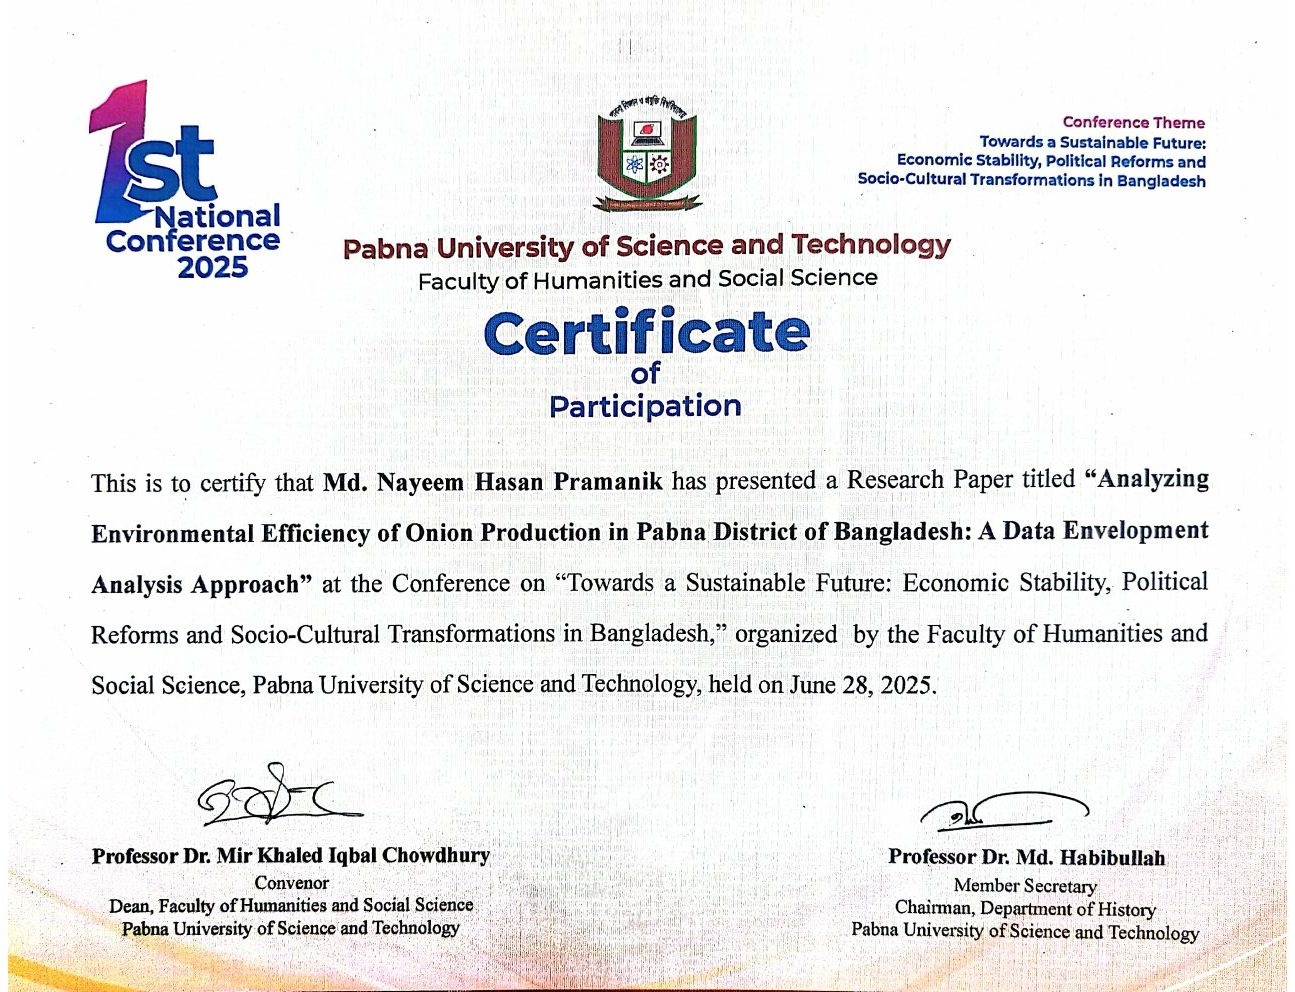 1st
National
Conference
2025
পাবনা বিজ্ঞান ও প্রযুক্তি বিশ্ববিদ্যালয়
Conference Theme
Towards a Sustainable Future:
Economic Stability, Political Reforms and
Socio-Cultural Transformations in Bangladesh
Pabna University of Science and Technology
Faculty of Humanities and Social Science
Certificate
of
Participation
This is to certify that Md. Nayeem Hasan Pramanik has presented a Research Paper titled “Analyzing
Environmental Efficiency of Onion Production in Pabna District of Bangladesh: A Data Envelopment
Analysis Approach” at the Conference on “Towards a Sustainable Future: Economic Stability, Political
Reforms and Socio-Cultural Transformations in Bangladesh,” organized by the Faculty of Humanities and
Social Science, Pabna University of Science and Technology, held on June 28, 2025.
Professor Dr. Mir Khaled Iqbal Chowdhury
Convenor
Dean, Faculty of Humanities and Social Science
Pabna University of Science and Technology
Professor Dr. Md. Habibullah
Member Secretary
Chairman, Department of History
Pabna University of Science and Technology